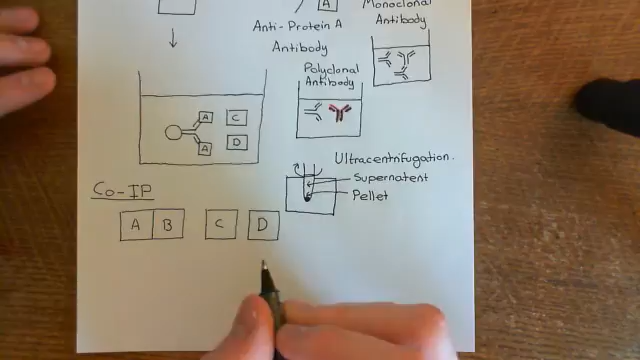 A
Monoclonal
Antibody
Anti-Protein A
Antibody
Polyclonal
Antibody
A C
A D
Ultracentrifugation.
Supernatent
Pellet
Co-IP
A B C D